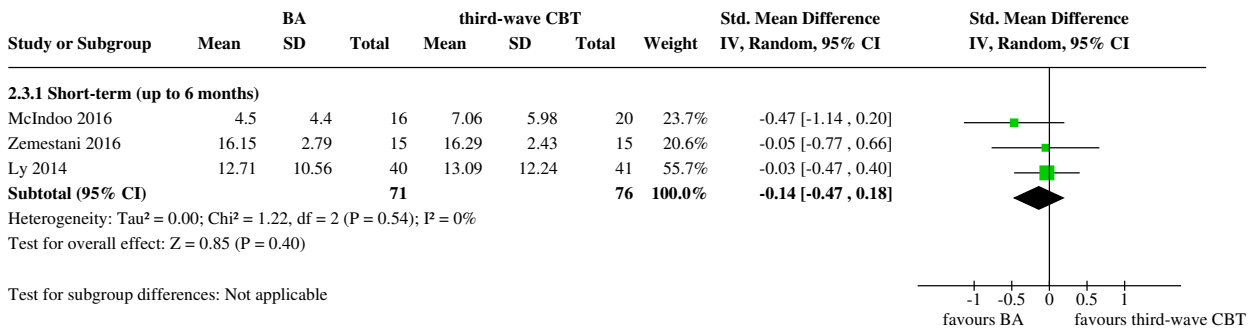 BA third-wave CBT Std. Mean Difference Std. Mean Difference
Study or Subgroup Mean SD Total Mean SD Total Weight IV, Random, 95% CI IV, Random, 95% CI
2.3.1 Short-term (up to 6 months)
McIndoo 2016 4.5 4.4 16 7.06 5.98 20 23.7% -0.47 [-1.14 , 0.20]
Zemestani 2016 16.15 2.79 15 16.29 2.43 15 20.6% -0.05 [-0.77 , 0.66]
Ly 2014 12.71 10.56 40 13.09 12.24 41 55.7% -0.03 [-0.47 , 0.40]
Subtotal (95% CI) 71 76 100.0% -0.14 [-0.47 , 0.18]
Heterogeneity: Tau² = 0.00; Chi² = 1.22, df = 2 (P = 0.54); I² = 0%
Test for overall effect: Z = 0.85 (P = 0.40)
Test for subgroup differences: Not applicable
-1 -0.5 0 0.5 1
favours BA favours third-wave CBT